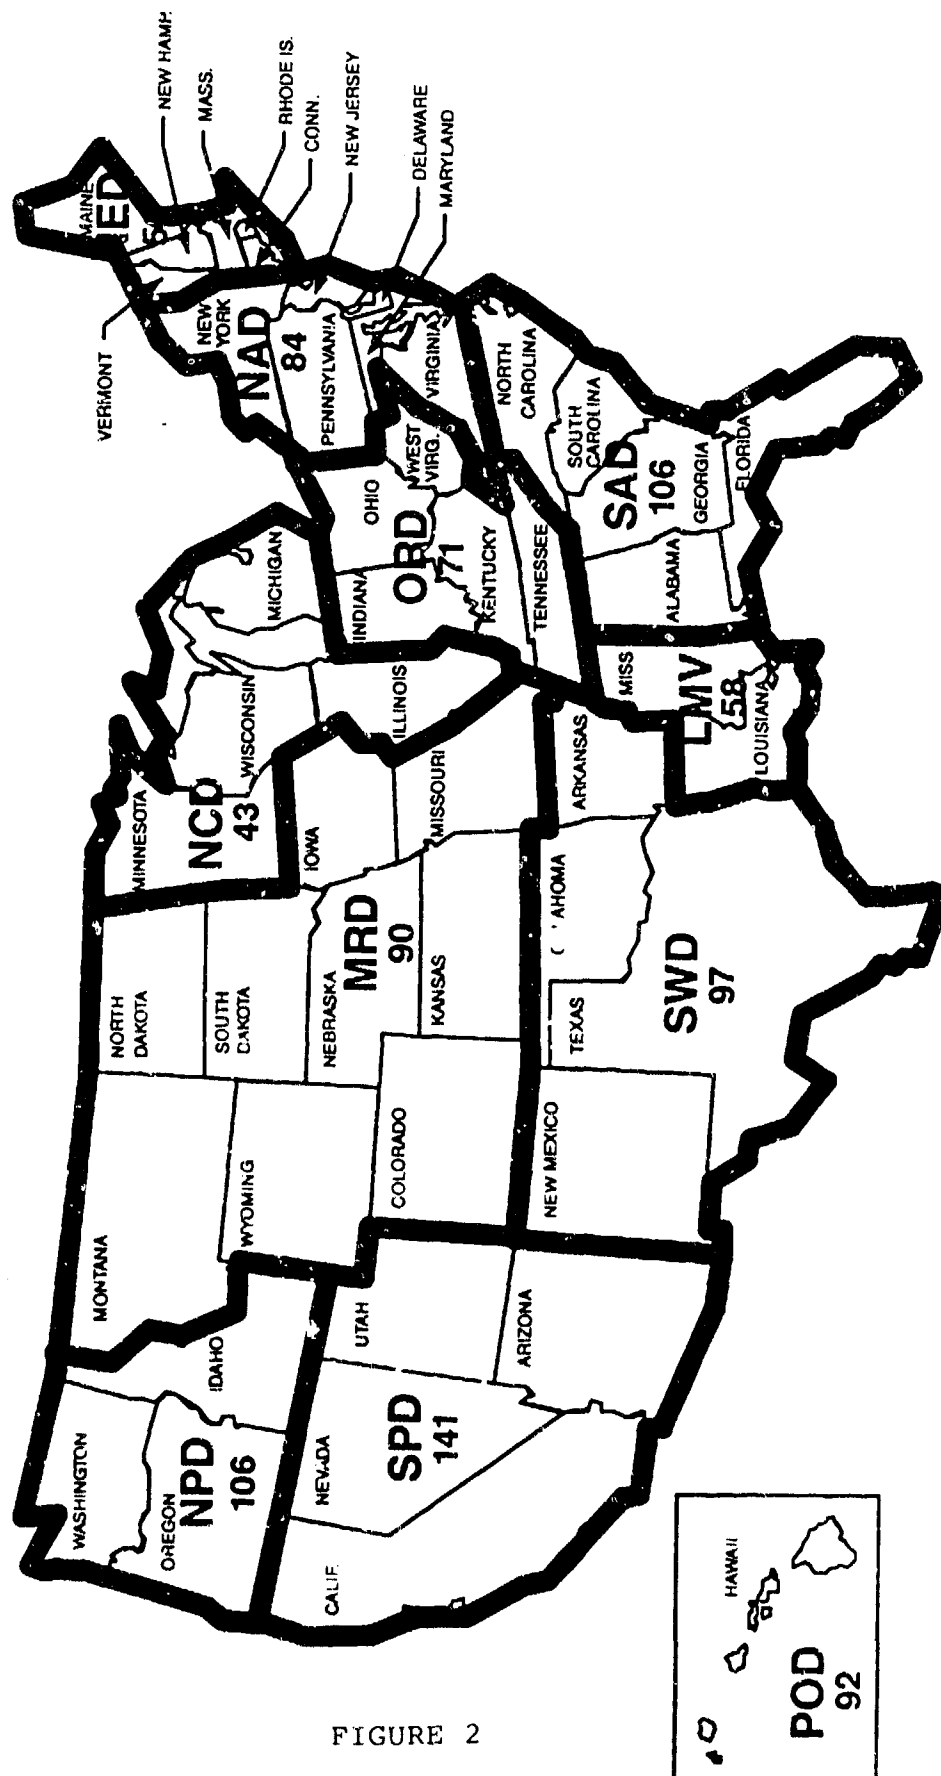 WASHINGTON
OREGON
NPD
106
IDAHO
MONTANA
WYOMING
NORTH
DAKOTA
SOUTH
DAKOTA
NEBRASKA
MRD
90
KANSAS
COLORADO
IOWA
MISSOURI
MINNESOTA
NCD
43
WISCONSIN
MICHIGAN
ILLINOIS
INDIANA
OHIO
ORD
71
WEST
VIRG.
KENTUCKY
TENNESSEE
VERMONT
MAINE
NEW HAMP.
MASS.
RHODE IS.
CONN.
NEW JERSEY
DELAWARE
MARYLAND
NEW
YORK
NAD
84
PENNSYLVANIA
VIRGINIA
NORTH
CAROLINA
SOUTH
CAROLINA
SAD
106
GEORGIA
FLORIDA
ALABAMA
MISS
LMV
58
LOUISIANA
ARKANSAS
AHOMA
TEXAS
SWD
97
NEW MEXICO
CALIF.
NEVADA
UTAH
ARIZONA
SPD
141
HAWAII
POD
92
FIGURE 2